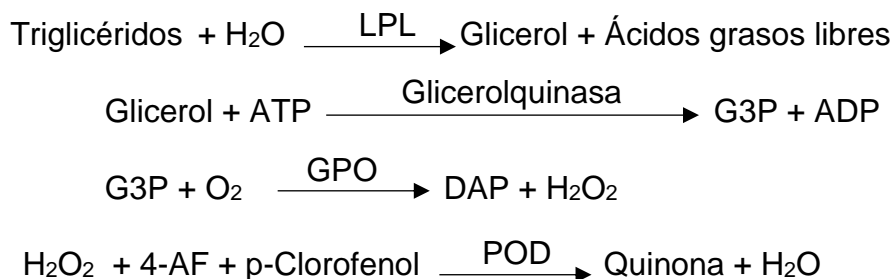 Triglicéridos + H₂O LPL Glicerol + Ácidos grasos libres
Glicerol + ATP Glicerolquinasa G3P + ADP
G3P + O₂ GPO DAP + H₂O₂
H₂O₂ + 4-AF + p-Clorofenol POD Quinona + H₂O